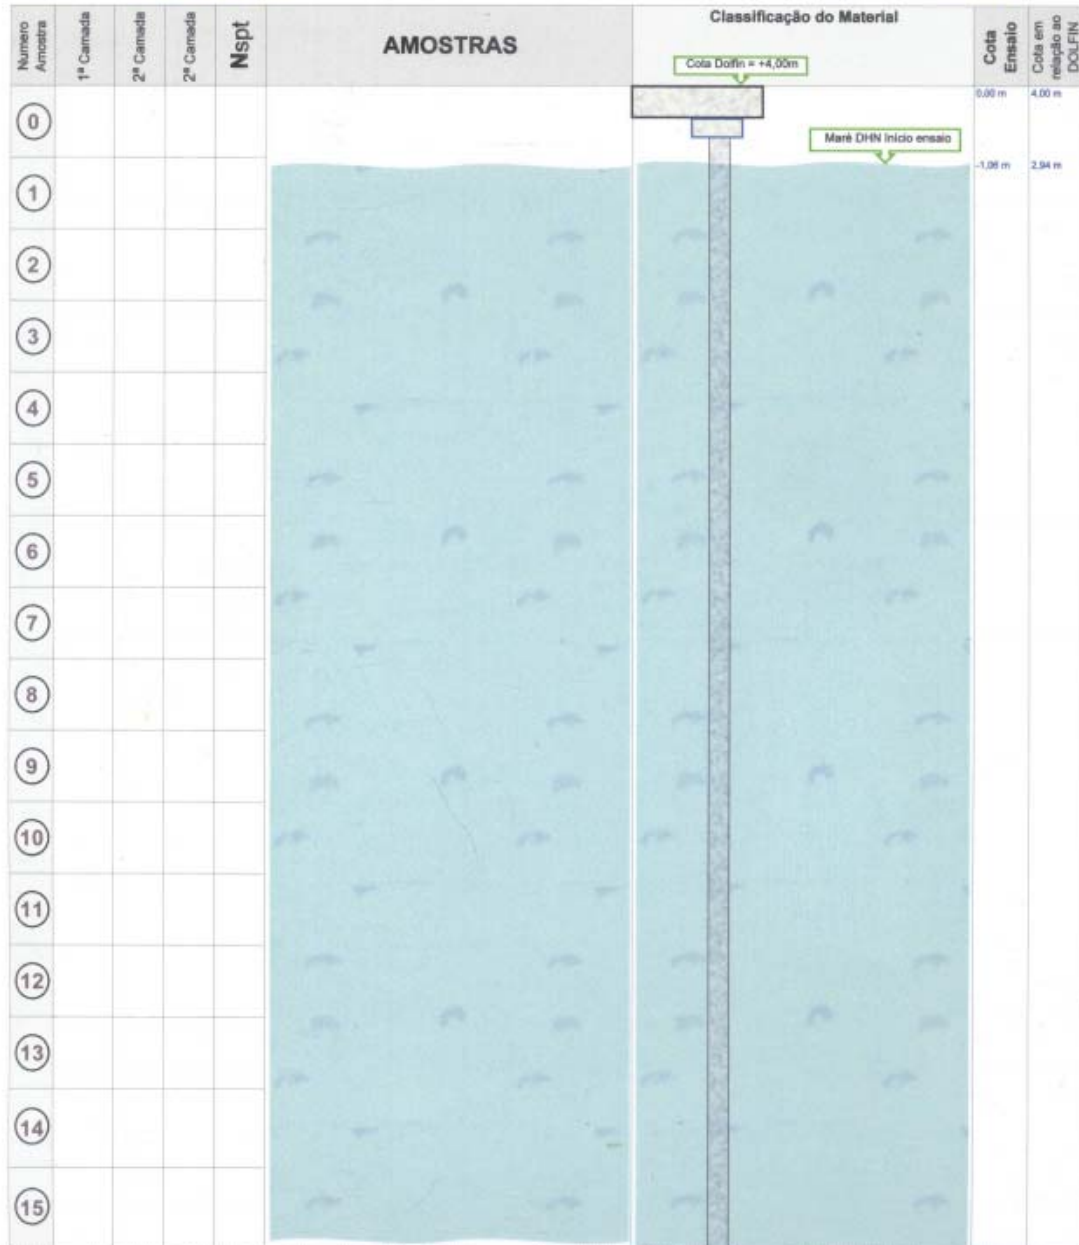 Numero
Amostra
1ª Camada
2ª Camada
2ª Camada
Nspt
AMOSTRAS
Classificação do Material
Cota
Ensaio
Cota em
relação ao
DOLFIN
Cota Dolfin = +4,00m
0,00 m
4,00 m
0
Maré DHN Inicio ensaio
-1,06 m
2,94 m
1
2
3
4
5
6
7
8
9
10
11
12
13
14
15